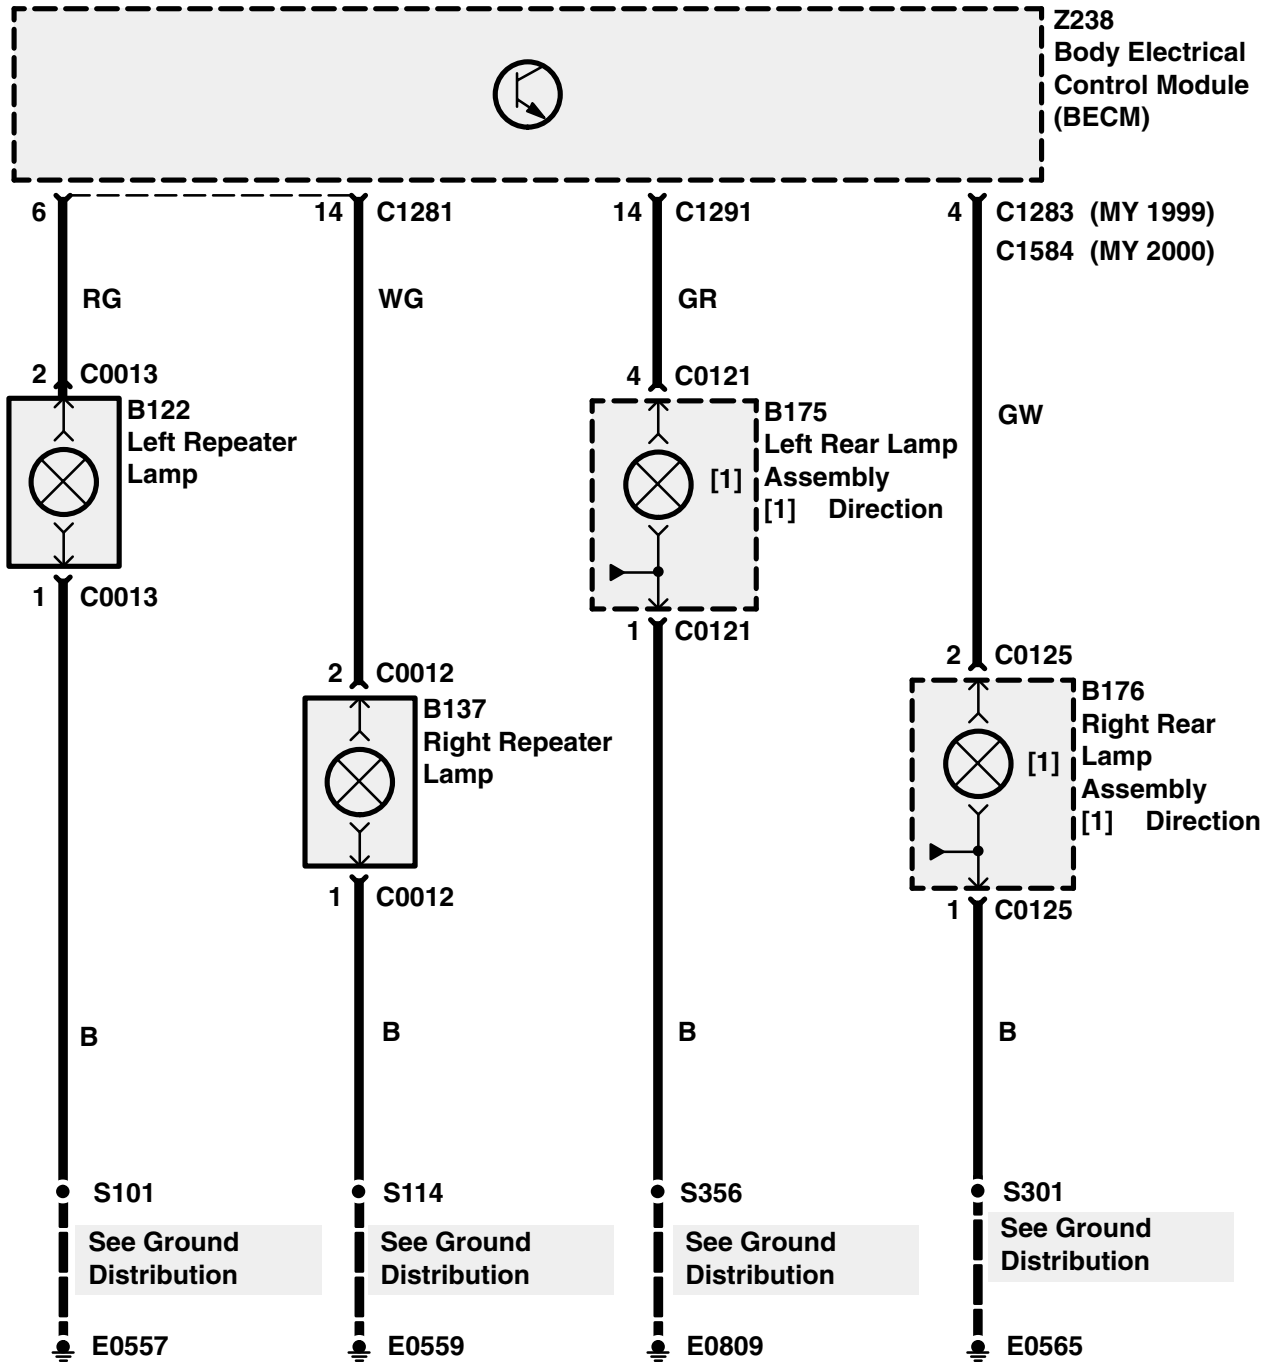 Z238
Body Electrical
Control Module
(BECM)
6
14 C1281
14 C1291
4 C1283 (MY 1999)
C1584 (MY 2000)
RG
WG
GR
GW
2 C0013
B122
Left Repeater
Lamp
1 C0013
4 C0121
B175
Left Rear Lamp
Assembly
[1] Direction
[1]
1 C0121
2 C0012
B137
Right Repeater
Lamp
1 C0012
2 C0125
B176
Right Rear
Lamp
Assembly
[1] Direction
[1]
1 C0125
B
B
B
B
S101
See Ground
Distribution
E0557
S114
See Ground
Distribution
E0559
S356
See Ground
Distribution
E0809
S301
See Ground
Distribution
E0565